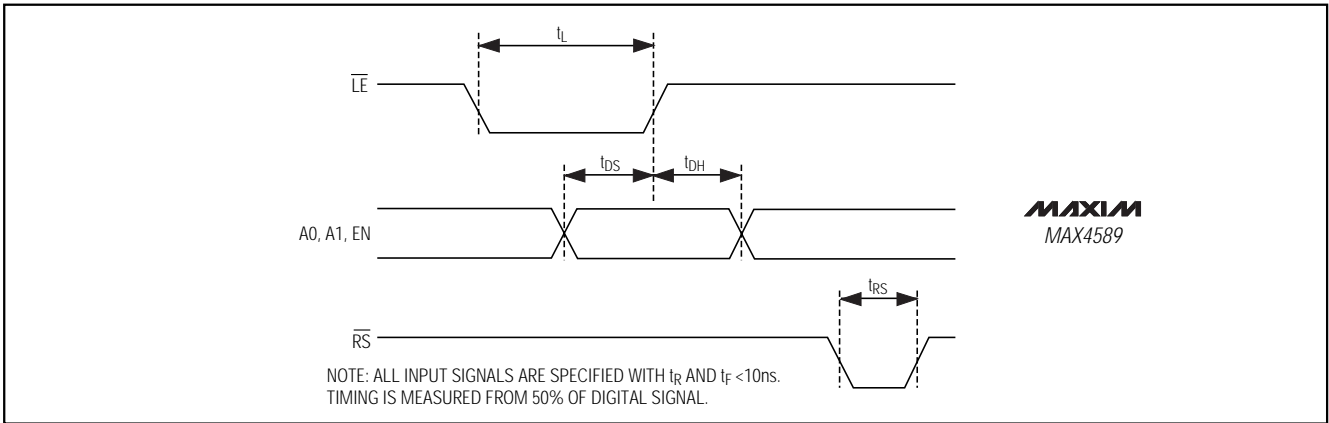 tL
LE
tDS
tDH
A0, A1, EN
MAXIM
MAX4589
tRS
RS
NOTE: ALL INPUT SIGNALS ARE SPECIFIED WITH tR AND tF <10ns.
TIMING IS MEASURED FROM 50% OF DIGITAL SIGNAL.